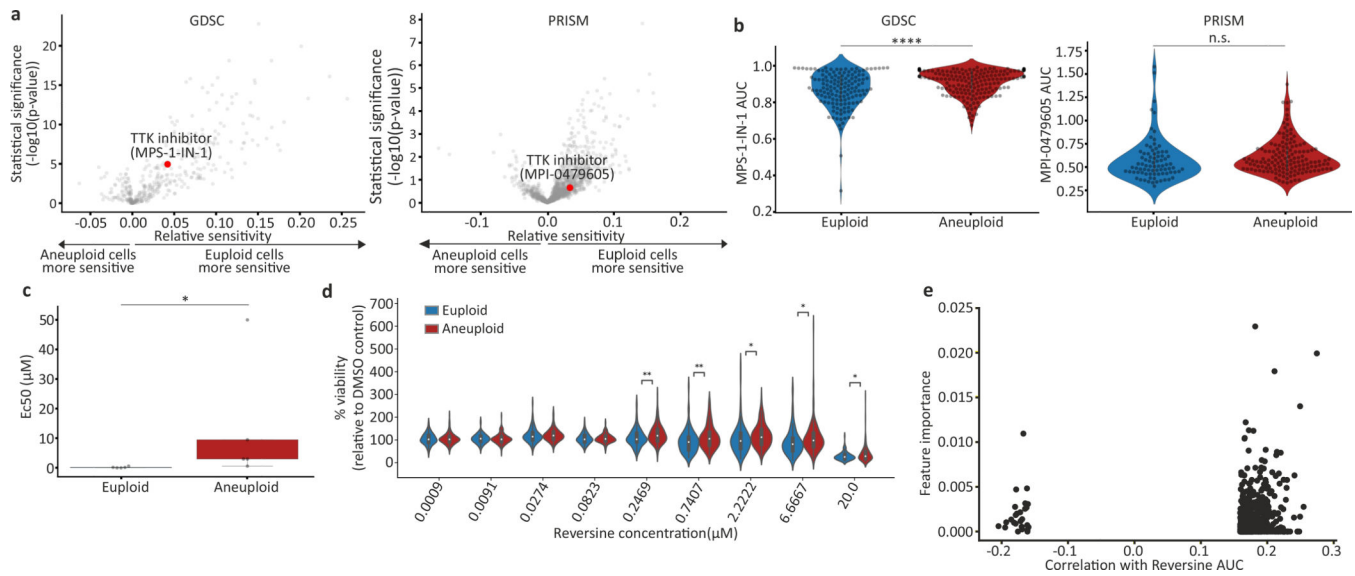 a
GDSC
Statistical significance
(-log10(p-value))
20
15
10
5
0
TTK inhibitor
(MPS-1-IN-1)
-0.05
0.00
0.05
0.10
0.15
0.20
0.25
Relative sensitivity
Aneuploid cells
more sensitive
Euploid cells
more sensitive
PRISM
Statistical significance
(-log10(p-value))
8
7
6
5
4
3
2
1
0
TTK inhibitor
(MPI-0479605)
-0.1
0.0
0.1
0.2
Relative sensitivity
Aneuploid cells
more sensitive
Euploid cells
more sensitive
b
GDSC
****
MPS-1-IN-1 AUC
1.0
0.8
0.6
0.4
0.2
Euploid
Aneuploid
PRISM
n.s.
MPI-0479605 AUC
1.75
1.50
1.25
1.00
0.75
0.50
0.25
Euploid
Aneuploid
c
*
Ec50 (μM)
50
40
30
20
10
0
Euploid
Aneuploid
d
% viability
(relative to DMSO control)
700
600
500
400
300
200
100
0
Euploid
Aneuploid
**
**
*
*
*
0.0009
0.0091
0.0274
0.0823
0.2469
0.7407
2.2222
6.6667
20.0
Reversine concentration(μM)
e
Feature importance
0.025
0.020
0.015
0.010
0.005
0.000
-0.2
-0.1
0.0
0.1
0.2
0.3
Correlation with Reversine AUC